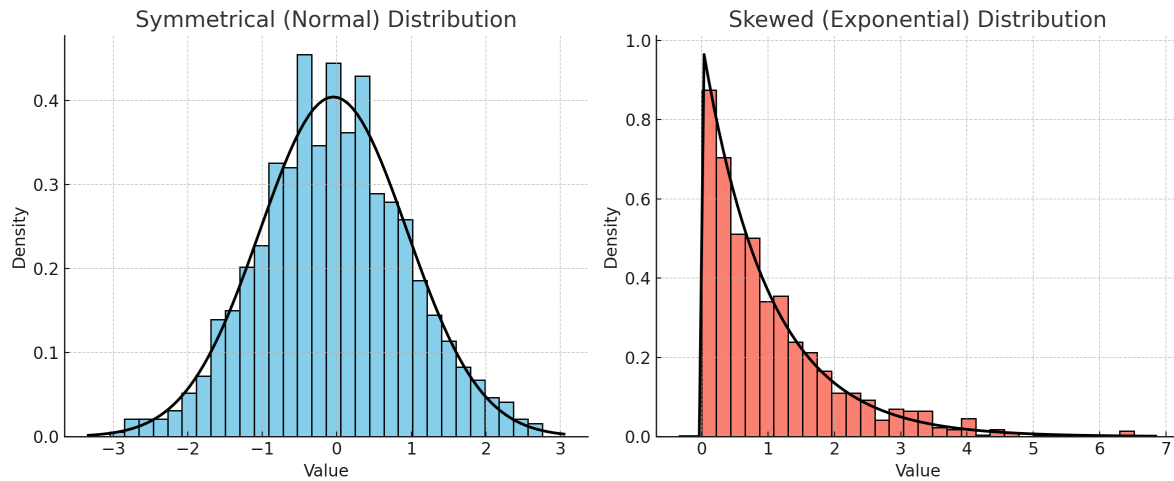 Symmetrical (Normal) Distribution
Density
0.4
0.3
0.2
0.1
0.0
−3 −2 −1 0 1 2 3
Value
Skewed (Exponential) Distribution
Density
1.0
0.8
0.6
0.4
0.2
0.0
0 1 2 3 4 5 6 7
Value